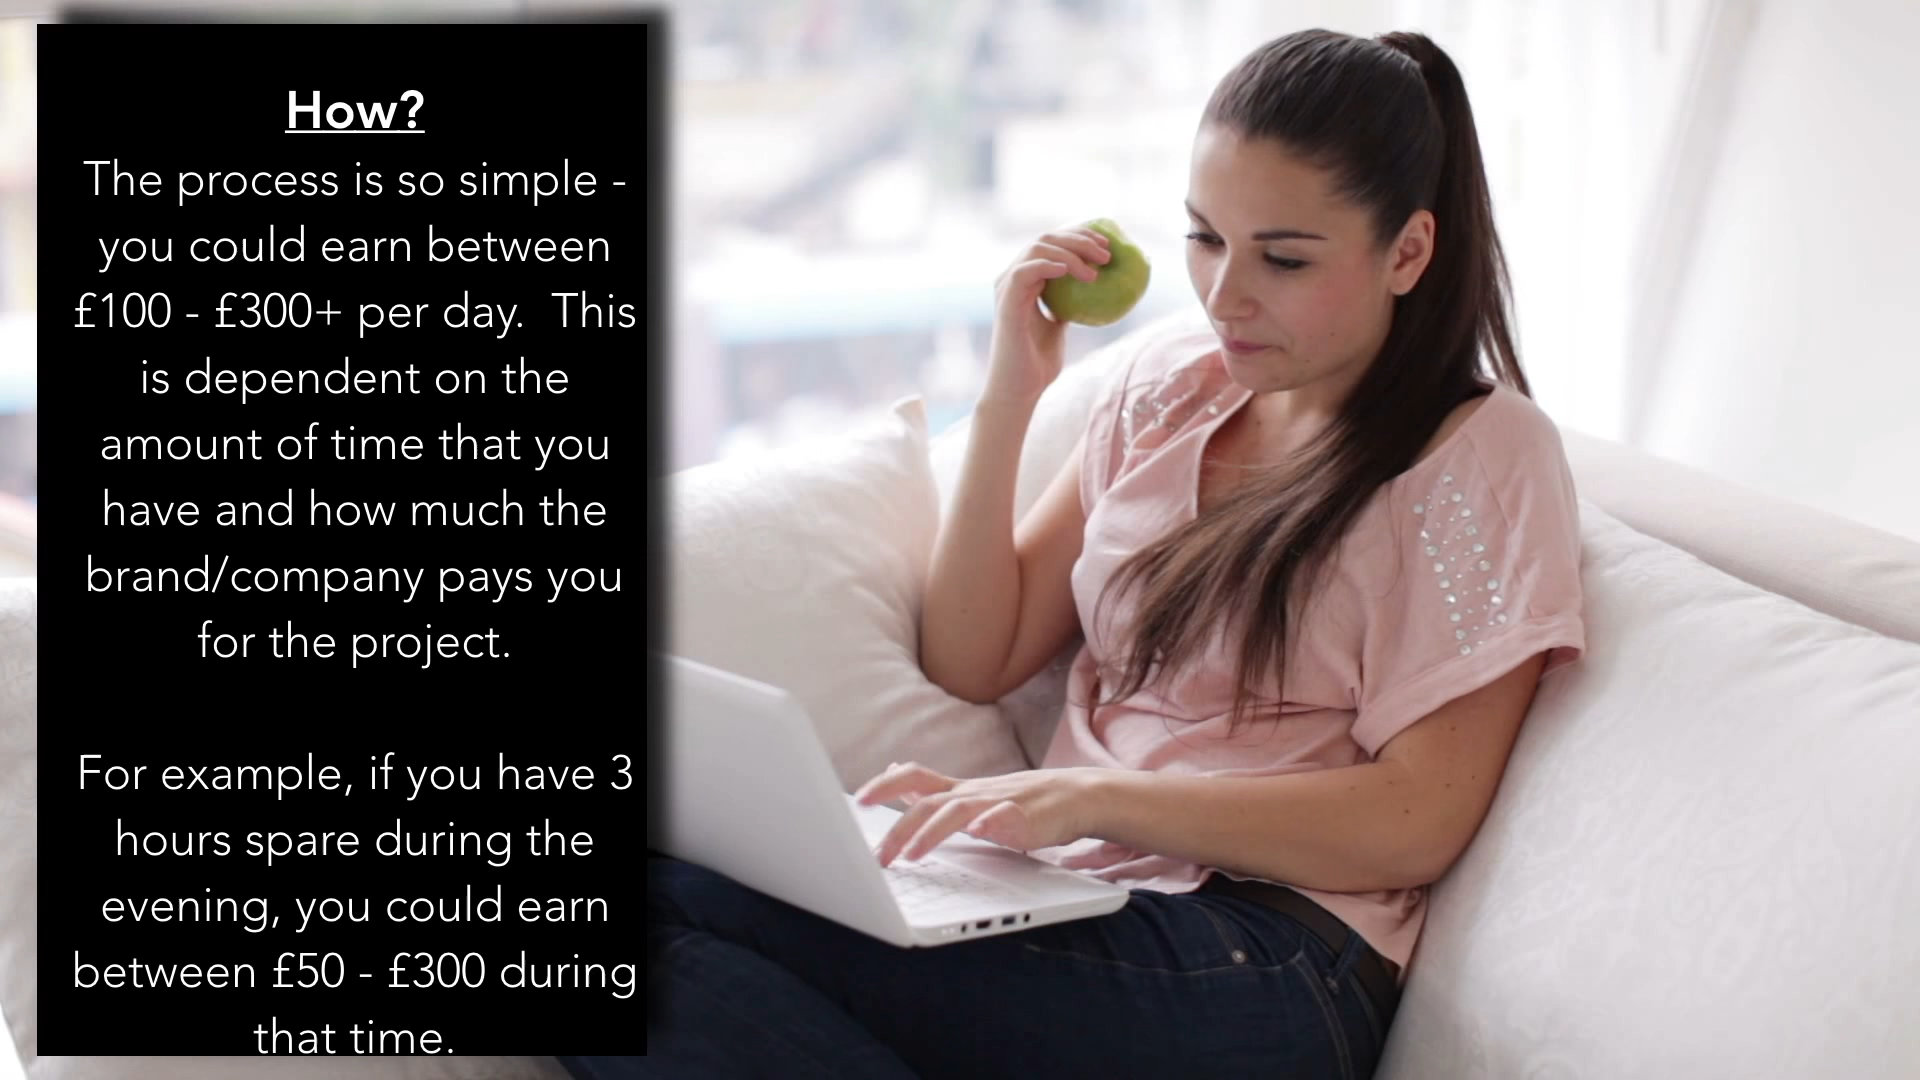 How?
The process is so simple -
you could earn between
£100 - £300+ per day.  This
is dependent on the
amount of time that you
have and how much the
brand/company pays you
for the project.
For example, if you have 3
hours spare during the
evening, you could earn
between £50 - £300 during
that time.